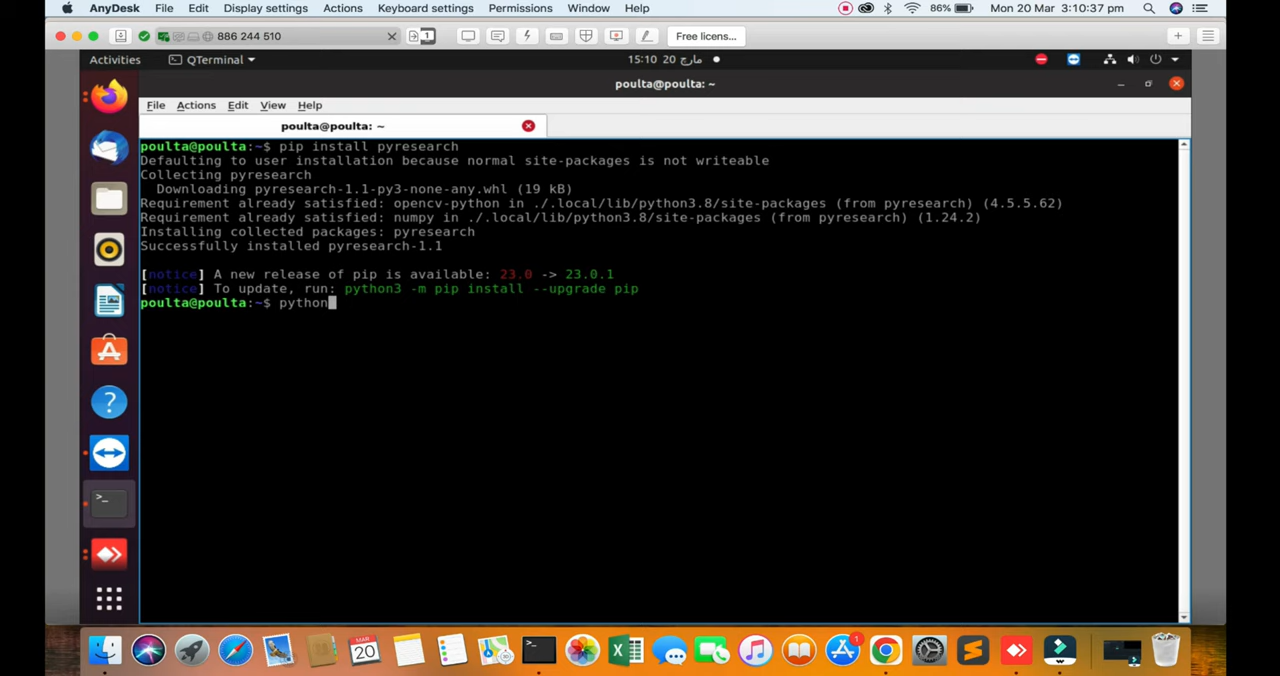 AnyDesk File Edit Display settings Actions Keyboard settings Permissions Window Help 86% Mon 20 Mar 3:10:37 pm
886 244 510 1 Free licens...
Activities QTerminal 15:10 20 مارچ
poulta@poulta: ~
File Actions Edit View Help
poulta@poulta: ~
poulta@poulta:~$ pip install pyresearch
Defaulting to user installation because normal site-packages is not writeable
Collecting pyresearch
  Downloading pyresearch-1.1-py3-none-any.whl (19 kB)
Requirement already satisfied: opencv-python in ./.local/lib/python3.8/site-packages (from pyresearch) (4.5.5.62)
Requirement already satisfied: numpy in ./.local/lib/python3.8/site-packages (from pyresearch) (1.24.2)
Installing collected packages: pyresearch
Successfully installed pyresearch-1.1
[notice] A new release of pip is available: 23.0 -> 23.0.1
[notice] To update, run: python3 -m pip install --upgrade pip
poulta@poulta:~$ python
MAR
20
1